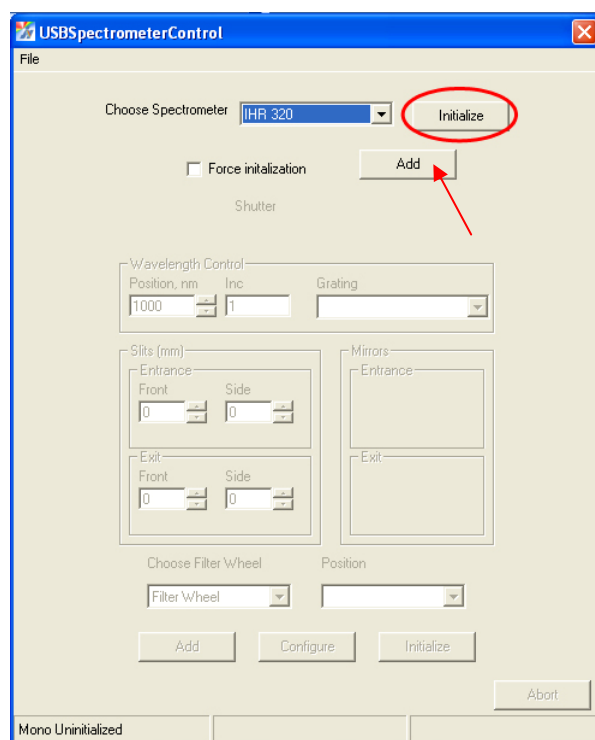 USBSpectrometerControl
File
Choose Spectrometer IHR 320 Initialize
Force initalization Add
Shutter
Wavelength Control
Position, nm Inc Grating
1000 1
Slits (mm) Mirrors
Entrance Entrance
Front Side
0 0
Exit Exit
Front Side
0 0
Choose Filter Wheel Position
Filter Wheel
Add Configure Initialize
Abort
Mono Uninitialized